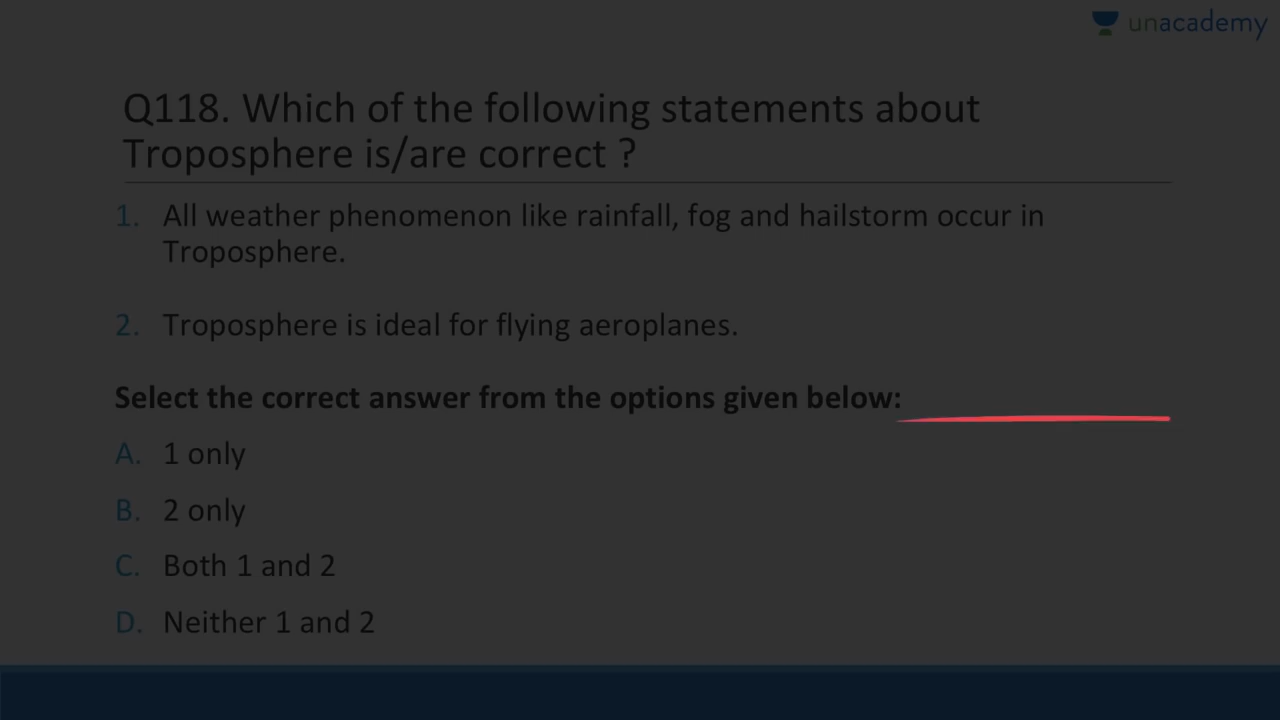 unacademy
Q118. Which of the following statements about
Troposphere is/are correct ?
1. All weather phenomenon like rainfall, fog and hailstorm occur in
Troposphere.
2. Troposphere is ideal for flying aeroplanes.
Select the correct answer from the options given below:
A. 1 only
B. 2 only
C. Both 1 and 2
D. Neither 1 and 2